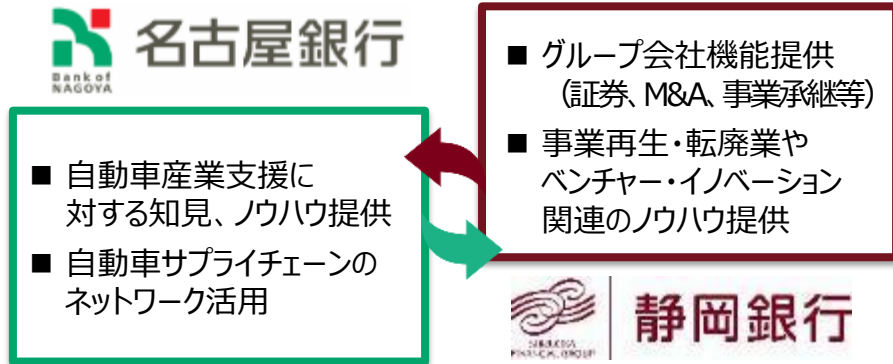 名古屋銀行
Bank of
NAGOYA
■ 自動車産業支援に
対する知見、ノウハウ提供
■ 自動車サプライチェーンの
ネットワーク活用
■ グループ会社機能提供
（証券、M&A、事業承継等）
■ 事業再生・転廃業や
ベンチャー・イノベーション
関連のノウハウ提供
SHIZUOKA
FINANCIAL GROUP
静岡銀行